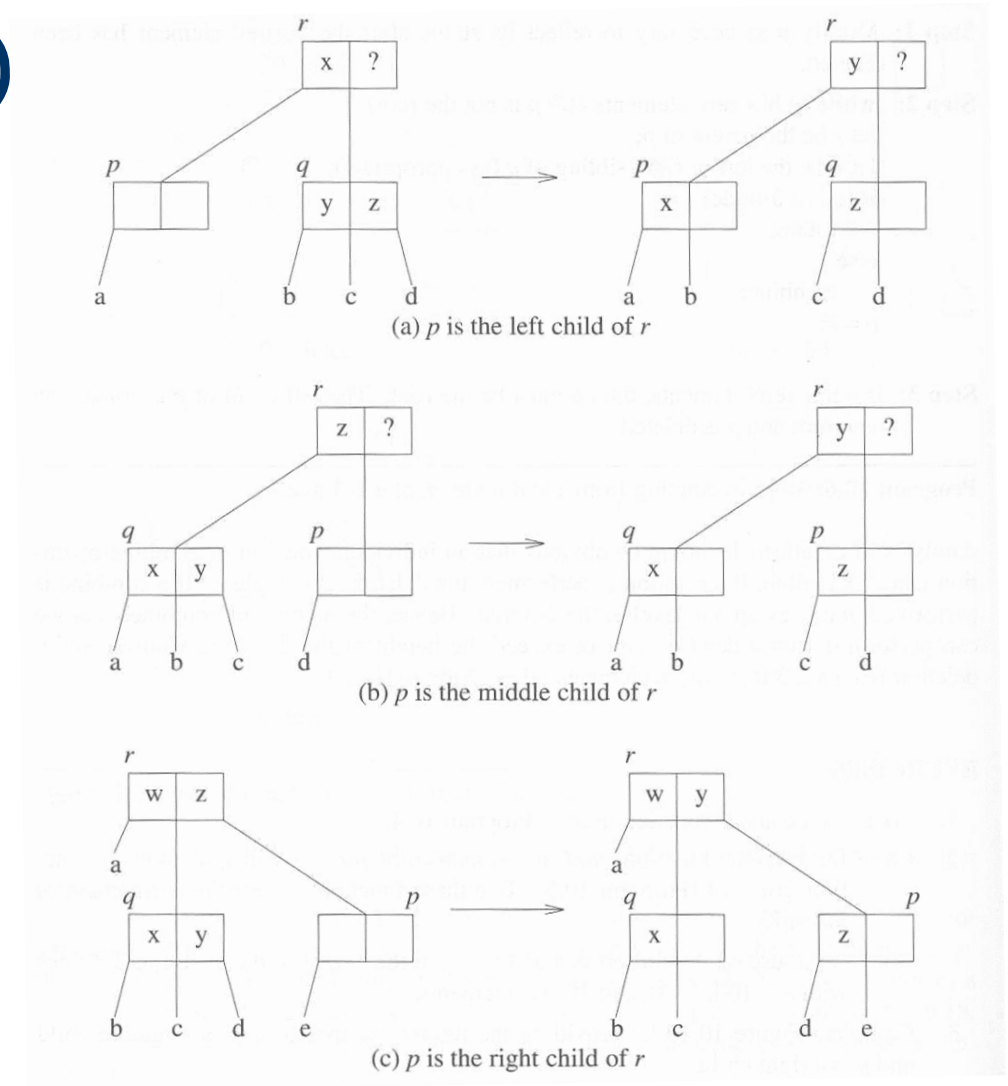 r r
x ? y ?
p q p q
y z x z
a b c d a b c d
(a) p is the left child of r
r r
z ? y ?
q p q p
x y x z
a b c d a b c d
(b) p is the middle child of r
r r
w z w y
a a
q p q p
x y x z
b c d e b c d e
(c) p is the right child of r